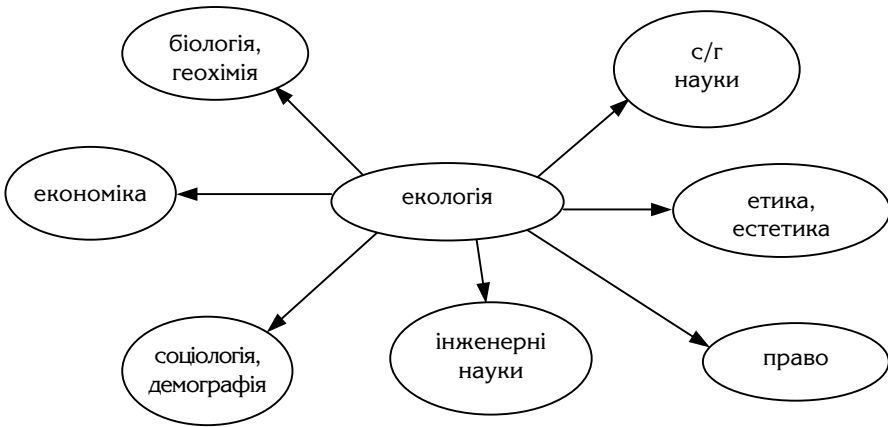 біологія,
геохімія
с/г
науки
економіка
екологія
етика,
естетика
соціологія,
демографія
інженерні
науки
право